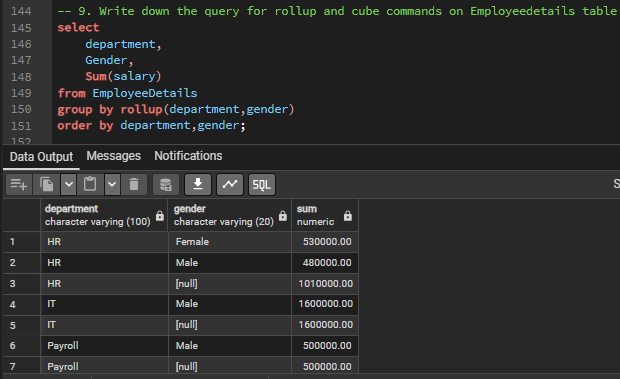 144 -- 9. Write down the query for rollup and cube commands on Employeedetails table
145 select
146 department,
147 Gender,
148 Sum(salary)
149 from EmployeeDetails
150 group by rollup(department,gender)
151 order by department,gender;
152
Data Output Messages Notifications
SQL S
department gender sum
character varying (100) character varying (20) numeric
1 HR Female 530000.00
2 HR Male 480000.00
3 HR [null] 1010000.00
4 IT Male 1600000.00
5 IT [null] 1600000.00
6 Payroll Male 500000.00
7 Payroll [null] 500000.00